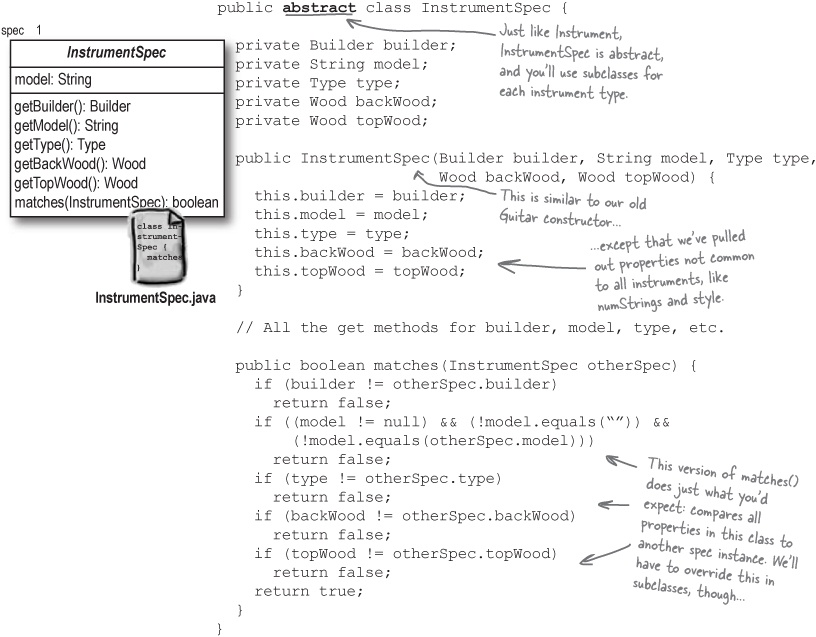 public abstract class InstrumentSpec {
Just like Instrument,
InstrumentSpec is abstract,
and you'll use subclasses for
each instrument type.
spec 1
InstrumentSpec
model: String
getBuilder(): Builder
getModel(): String
getType(): Type
getBackWood(): Wood
getTopWood(): Wood
matches(InstrumentSpec): boolean
class In-
strument-
Spec {
matches
}
InstrumentSpec.java
private Builder builder;
private String model;
private Type type;
private Wood backWood;
private Wood topWood;
public InstrumentSpec(Builder builder, String model, Type type,
Wood backWood, Wood topWood) {
this.builder = builder;
this.model = model;
this.type = type;
this.backWood = backWood;
this.topWood = topWood;
}
This is similar to our old
Guitar constructor...
...except that we've pulled
out properties not common
to all instruments, like
numStrings and style.
// All the get methods for builder, model, type, etc.
public boolean matches(InstrumentSpec otherSpec) {
if (builder != otherSpec.builder)
return false;
if ((model != null) && (!model.equals(“”)) &&
(!model.equals(otherSpec.model)))
return false;
if (type != otherSpec.type)
return false;
if (backWood != otherSpec.backWood)
return false;
if (topWood != otherSpec.topWood)
return false;
return true;
}
}
This version of matches()
does just what you'd
expect: compares all
properties in this class to
another spec instance. We'll
have to override this in
subclasses, though...